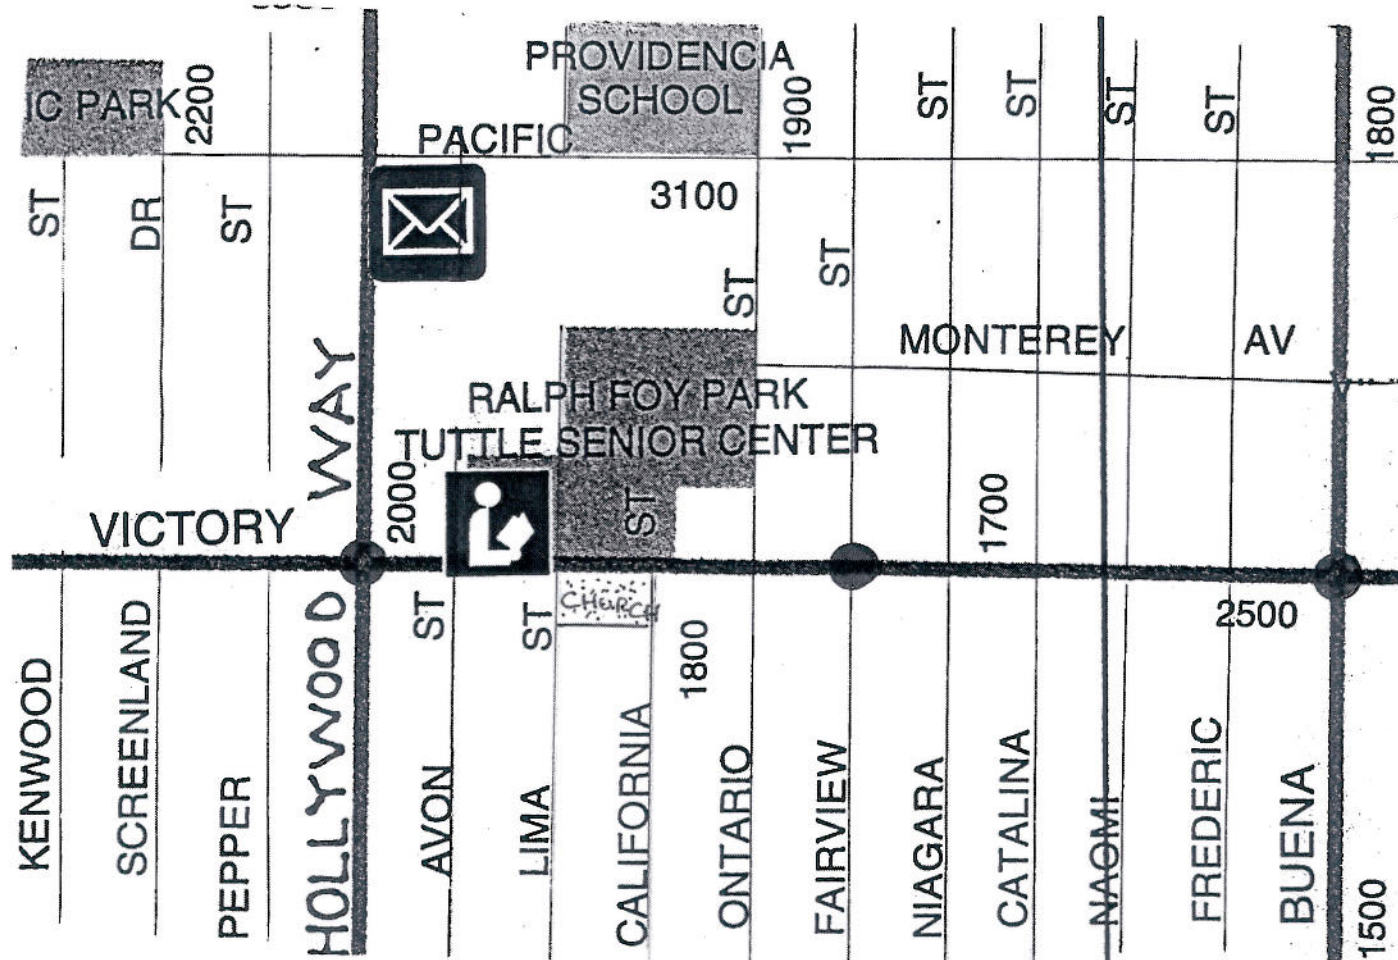 PROVIDENCIA
SCHOOL
IC PARK
2200
PACIFIC
1900
ST
ST
ST
ST
1800
3100
ST
DR
ST
ST
ST
MONTEREY AV
RALPH FOY PARK
TUTTLE SENIOR CENTER
HOLLYWOOD WAY
VICTORY
2000
ST
1700
ST
ST
CHURCH
1800
2500
KENWOOD
SCREENLAND
PEPPER
AVON
LIMA
CALIFORNIA
ONTARIO
FAIRVIEW
NIAGARA
CATALINA
NAOMI
FREDERIC
BUENA
1500